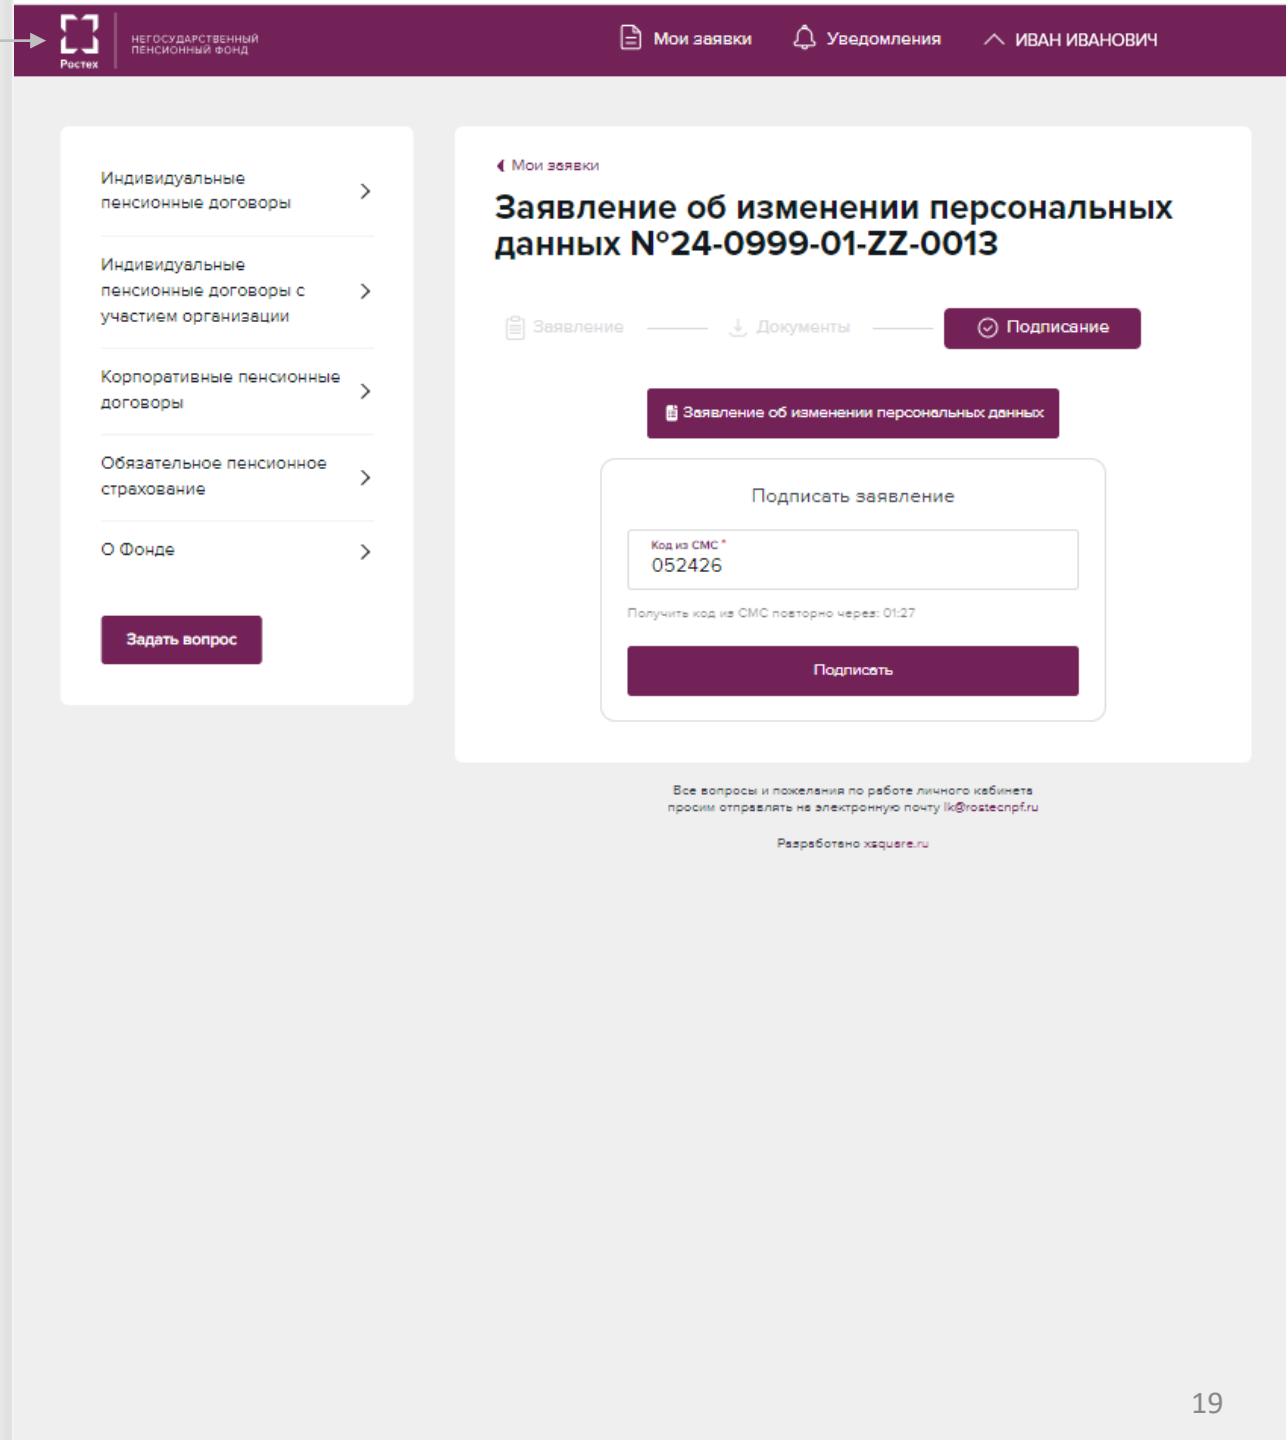 Ростех
НЕГОСУДАРСТВЕННЫЙ
ПЕНСИОННЫЙ ФОНД
Мои заявки
Уведомления
ИВАН ИВАНОВИЧ
Индивидуальные
пенсионные договоры
Индивидуальные
пенсионные договоры с
участием организации
Корпоративные пенсионные
договоры
Обязательное пенсионное
страхование
О Фонде
Задать вопрос
Мои заявки
Заявление об изменении персональных
данных №24-0999-01-ZZ-0013
Заявление
Документы
Подписание
Заявление об изменении персональных данных
Подписать заявление
Код из СМС *
052426
Получить код из СМС повторно через: 01:27
Подписать
Все вопросы и пожелания по работе личного кабинета
просим отправлять на электронную почту lk@rostecnpf.ru
Разработано xsquare.ru
19